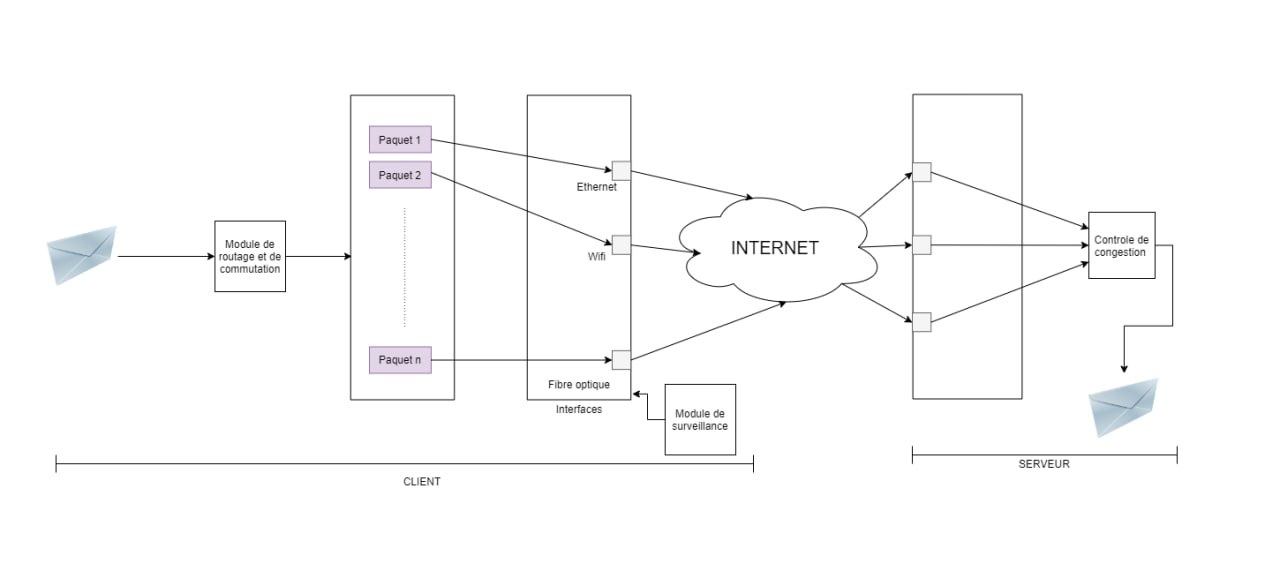 Paquet 1
Paquet 2
Ethernet
Module de
routage et de
commutation
INTERNET
Wifi
Controle de
congestion
Paquet n
Fibre optique
Interfaces
Module de
surveillance
CLIENT
SERVEUR